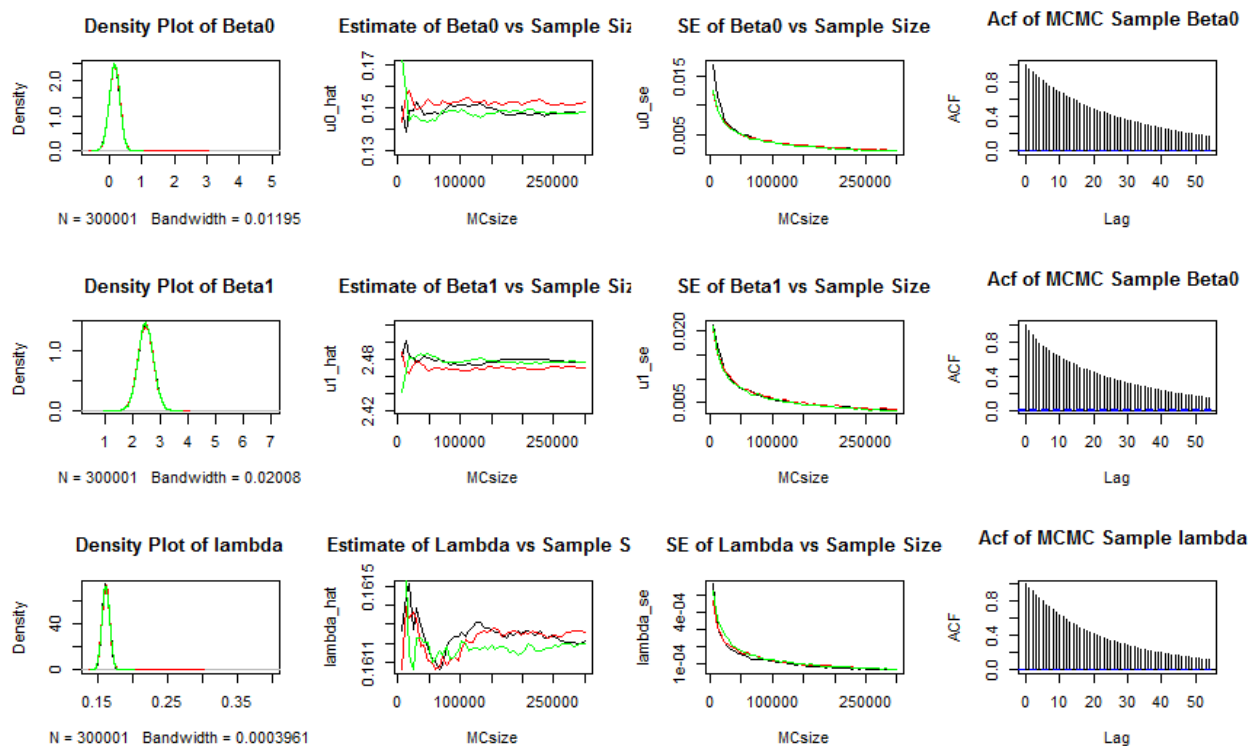 Density Plot of Beta0
Estimate of Beta0 vs Sample Siz
SE of Beta0 vs Sample Size
Acf of MCMC Sample Beta0
Density
0.0 1.0 2.0
0 1 2 3 4 5
N = 300001 Bandwidth = 0.01195
u0_hat
0.13 0.15 0.17
0 100000 250000
MCsize
u0_se
0.005 0.015
0 100000 250000
MCsize
ACF
0.0 0.4 0.8
0 10 20 30 40 50
Lag
Density Plot of Beta1
Estimate of Beta1 vs Sample Siz
SE of Beta1 vs Sample Size
Acf of MCMC Sample Beta0
Density
0.0 1.0
1 2 3 4 5 6 7
N = 300001 Bandwidth = 0.02008
u1_hat
2.42 2.48
0 100000 250000
MCsize
u1_se
0.005 0.020
0 100000 250000
MCsize
ACF
0.0 0.4 0.8
0 10 20 30 40 50
Lag
Density Plot of lambda
Estimate of Lambda vs Sample S
SE of Lambda vs Sample Size
Acf of MCMC Sample lambda
Density
0 40
0.15 0.25 0.35
N = 300001 Bandwidth = 0.0003961
lambda_hat
0.1611 0.1615
0 100000 250000
MCsize
lambda_se
1e-04 4e-04
0 100000 250000
MCsize
ACF
0.0 0.4 0.8
0 10 20 30 40 50
Lag